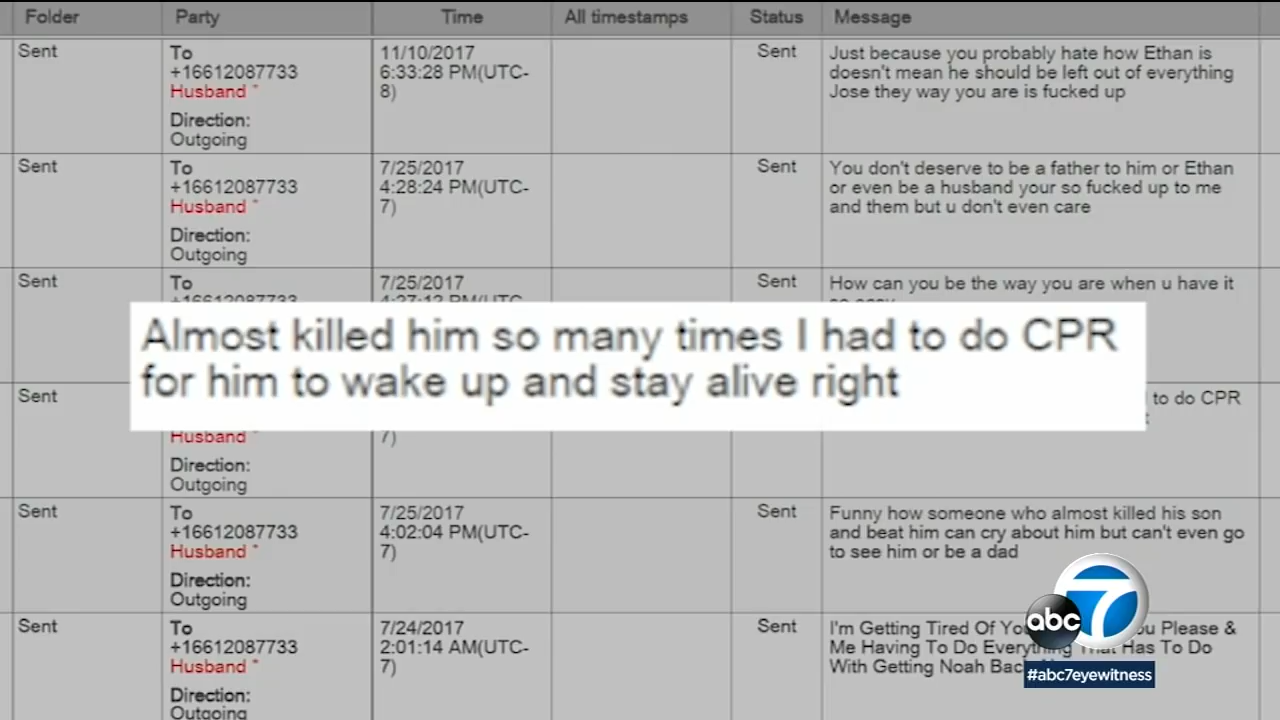 Folder Party Time All timestamps Status Message
Sent To 11/10/2017 Sent Just because you probably hate how Ethan is
+16612087733 6:33:28 PM(UTC- doesn't mean he should be left out of everything
Husband * 8) Jose they way you are is fucked up
Direction:
Outgoing
Sent To 7/25/2017 Sent You don't deserve to be a father to him or Ethan
+16612087733 4:28:24 PM(UTC- or even be a husband your so fucked up to me
Husband * 7) and them but u don't even care
Direction:
Outgoing
Sent To 7/25/2017 Sent How can you be the way you are when u have it
+16612087733 4:27:12 PM(UTC-
Almost killed him so many times I had to do CPR
for him to wake up and stay alive right
Sent to do CPR
Husband 7)
Direction:
Outgoing
Sent To 7/25/2017 Sent Funny how someone who almost killed his son
+16612087733 4:02:04 PM(UTC- and beat him can cry about him but can't even go
Husband * 7) to see him or be a dad
Direction:
Outgoing
Sent To 7/24/2017 Sent I'm Getting Tired Of You Please &
+16612087733 2:01:14 AM(UTC- Me Having To Do Everything That Has To Do
Husband * 7) With Getting Noah Back
Direction:
Outgoing
abc 7
#abc7eyewitness